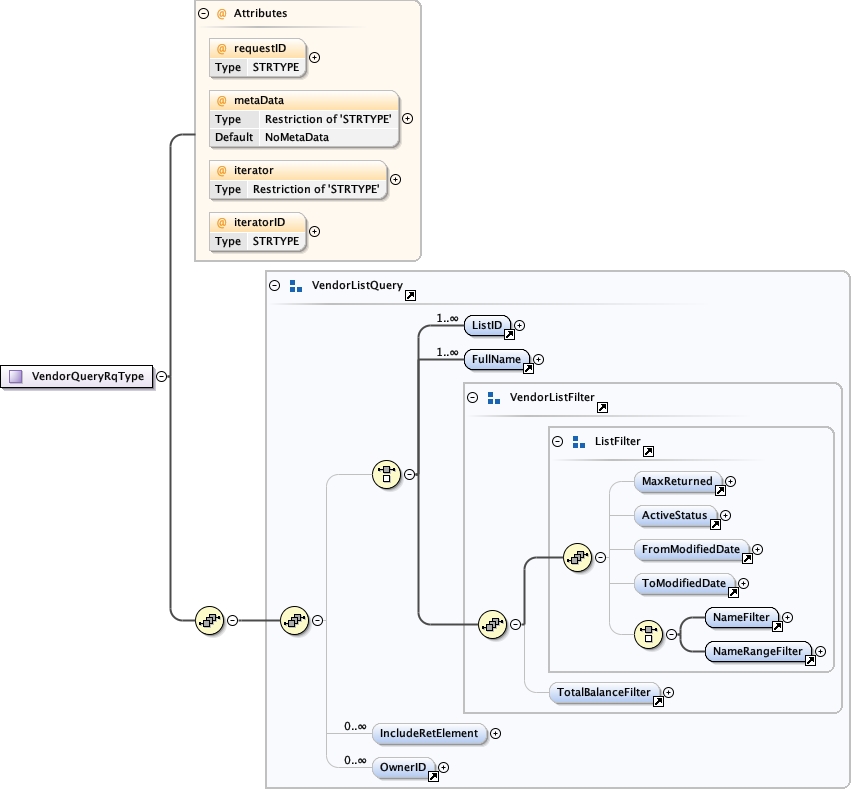 @ Attributes
@ requestID
Type STRTYPE
@ metaData
Type Restriction of 'STRTYPE'
Default NoMetaData
@ iterator
Type Restriction of 'STRTYPE'
@ iteratorID
Type STRTYPE
VendorListQuery
1..∞ ListID
1..∞ FullName
VendorQueryRqType
VendorListFilter
ListFilter
MaxReturned
ActiveStatus
FromModifiedDate
ToModifiedDate
NameFilter
NameRangeFilter
TotalBalanceFilter
0..∞ IncludeRetElement
0..∞ OwnerID